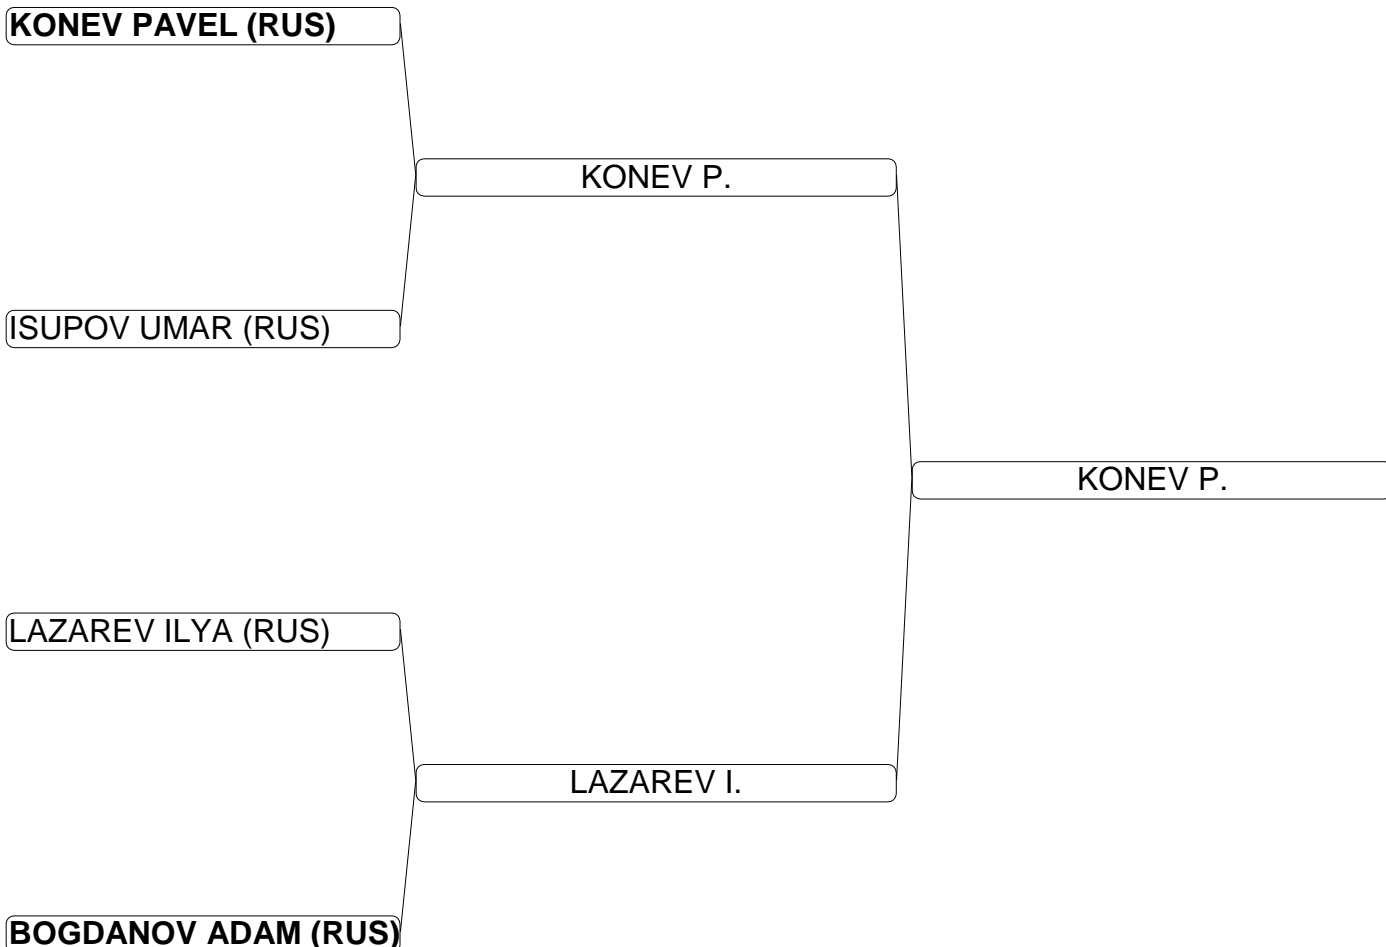 KONEV PAVEL (RUS)
KONEV P.
ISUPOV UMAR (RUS)
KONEV P.
LAZAREV ILYA (RUS)
LAZAREV I.
BOGDANOV ADAM (RUS)